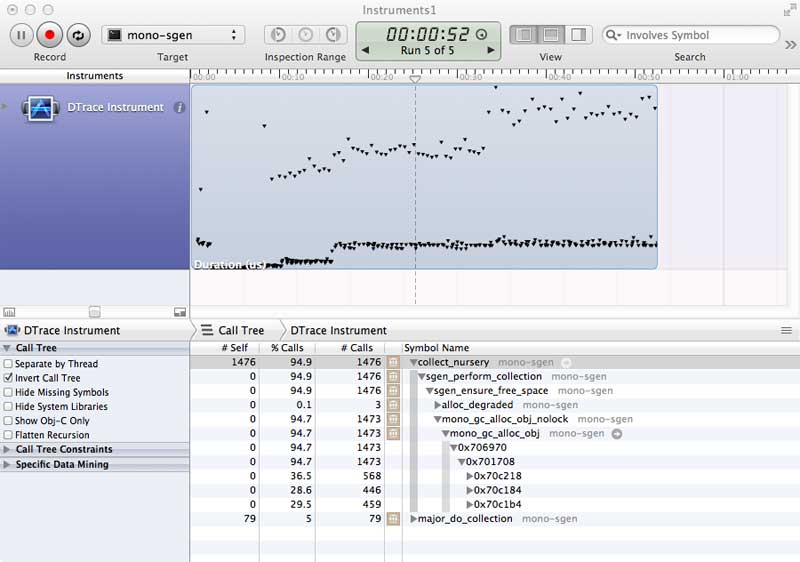 Instruments1
mono-sgen
00:00:52
Run 5 of 5
Involves Symbol
Record
Target
Inspection Range
View
Search
Instruments
00:00 00:10 00:20 00:30 00:40 00:50 01:00
DTrace Instrument
Duration (us)
DTrace Instrument
Call Tree
DTrace Instrument
Call Tree
Separate by Thread
Invert Call Tree
Hide Missing Symbols
Hide System Libraries
Show Obj-C Only
Flatten Recursion
Call Tree Constraints
Specific Data Mining
# Self % Calls # Calls Symbol Name
1476 94.9 1476 collect_nursery mono-sgen
0 94.9 1476 sgen_perform_collection mono-sgen
0 94.9 1476 sgen_ensure_free_space mono-sgen
0 0.1 3 alloc_degraded mono-sgen
0 94.7 1473 mono_gc_alloc_obj_nolock mono-sgen
0 94.7 1473 mono_gc_alloc_obj mono-sgen
0 94.7 1473 0x706970
0 94.7 1473 0x701708
0 36.5 568 0x70c218
0 28.6 446 0x70c184
0 29.5 459 0x70c1b4
79 5 79 major_do_collection mono-sgen